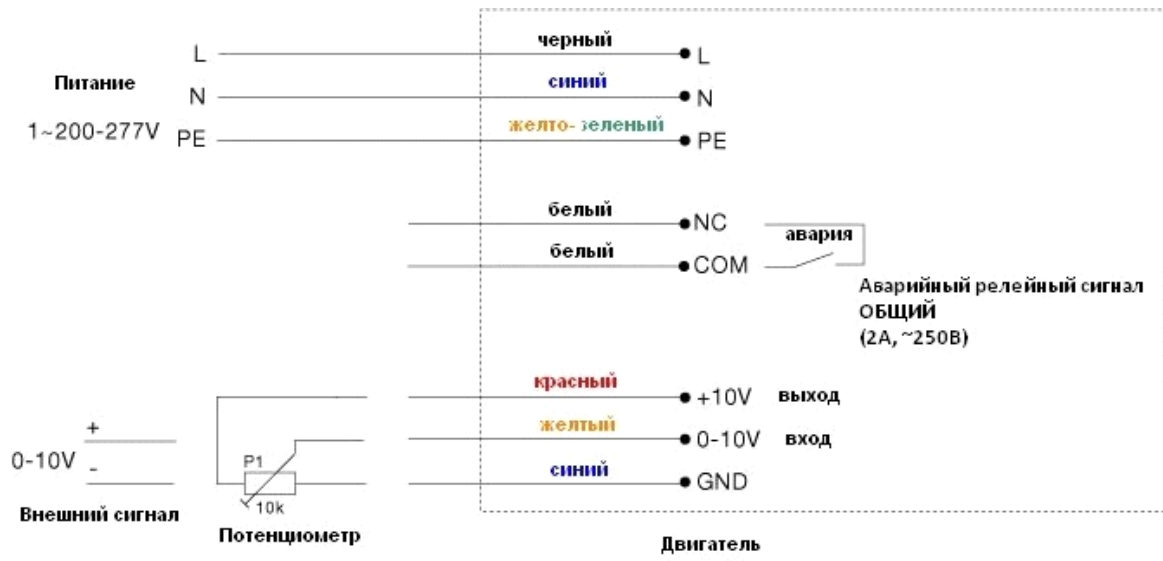 черный
L
L
Питание
синий
N
N
1~200-277V
желто- зеленый
PE
PE
белый
NC
авария
белый
COM
Аварийный релейный сигнал
ОБЩИЙ
(2А, ~250В)
красный
+10V выход
+
желтый
0-10V вход
0-10V
-
P1
синий
GND
10k
Внешний сигнал
Потенциометр
Двигатель